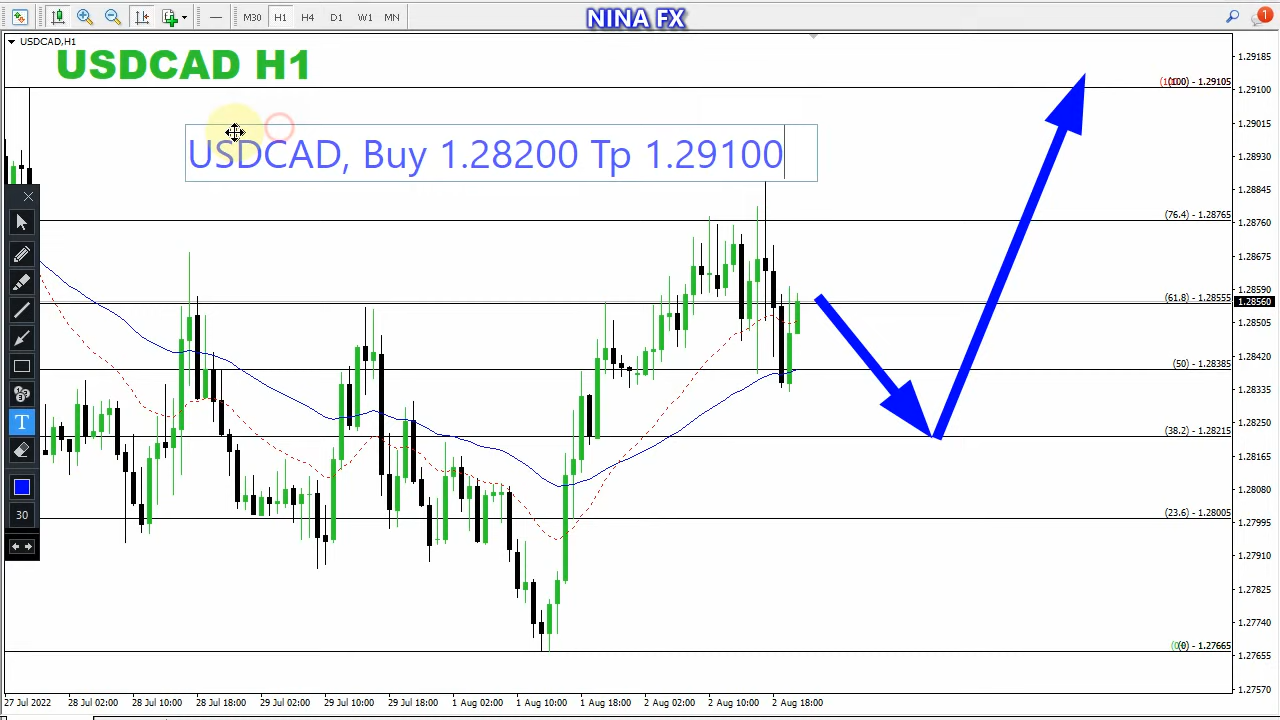 M30 H1 H4 D1 W1 MN
NINA FX
1
USDCAD,H1
USDCAD H1
USDCAD, Buy 1.28200 Tp 1.29100
(100) - 1.29105
(76.4) - 1.28765
(61.8) - 1.28555
(50) - 1.28385
(38.2) - 1.28215
(23.6) - 1.28005
(0) - 1.27665
1.29185
1.29100
1.29015
1.28930
1.28845
1.28760
1.28675
1.28590
1.28560
1.28505
1.28420
1.28335
1.28250
1.28165
1.28080
1.27995
1.27910
1.27825
1.27740
1.27655
1.27570
T
30
27 Jul 2022 28 Jul 02:00 28 Jul 10:00 28 Jul 18:00 29 Jul 02:00 29 Jul 10:00 29 Jul 18:00 1 Aug 02:00 1 Aug 10:00 1 Aug 18:00 2 Aug 02:00 2 Aug 10:00 2 Aug 18:00